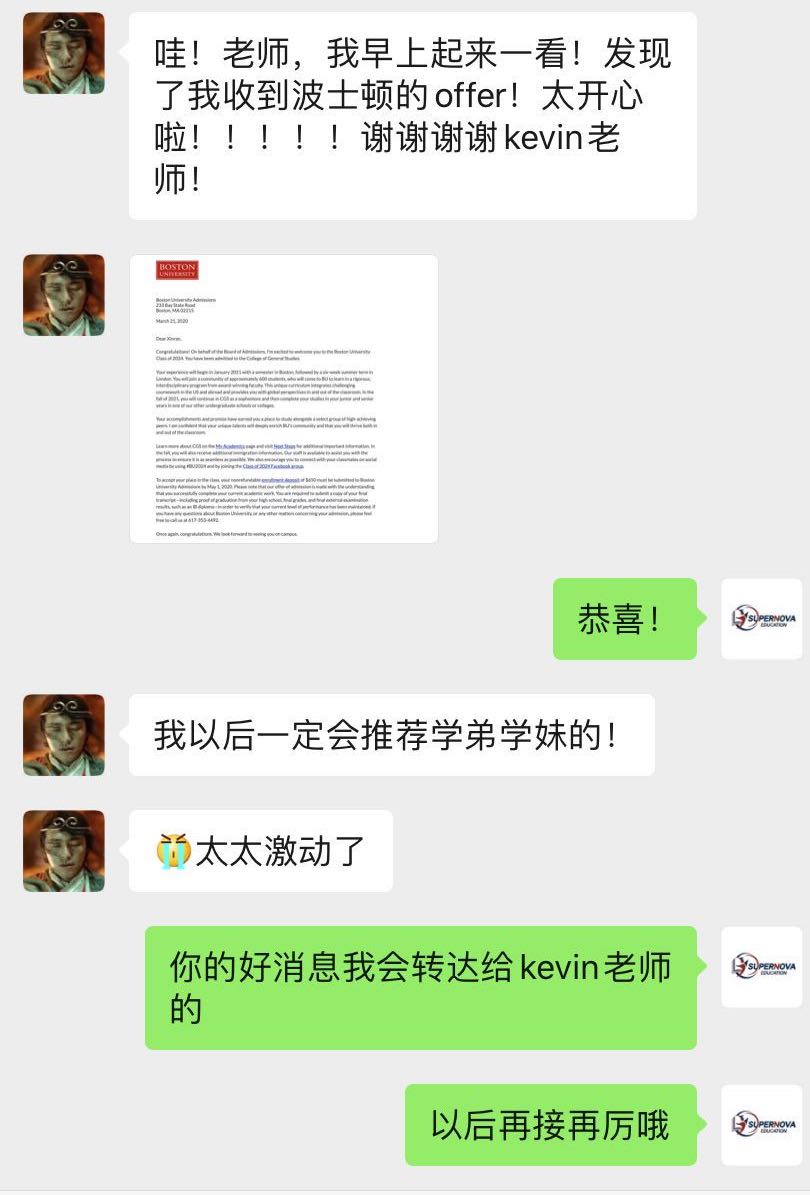 哇！老师，我早上起来一看！发现
了我收到波士顿的offer！太开心
啦！！！！！谢谢谢谢kevin老
师！
BOSTON
UNIVERSITY
Boston University Admissions
233 Bay State Road
Boston, MA 02215
March 21, 2020
Dear Xinran,
Congratulations! On behalf of the Board of Admissions, I'm excited to welcome you to the Boston University
Class of 2024. You have been admitted to the College of General Studies.
Your experience will begin in January 2021 with a semester in Boston, followed by a six-week summer term in
London. You will join a community of approximately 600 students, who will come to BU to learn in a rigorous,
interdisciplinary program from award-winning faculty. This unique curriculum integrates challenging
coursework in the US and abroad and provides you with global perspectives in and out of the classroom. In the
fall of 2021, you will continue in CGS as a sophomore and then complete your studies in your junior and senior
years in one of our other undergraduate schools or colleges.
Your accomplishments and promise have earned you a place to study alongside a select group of high-achieving
peers. I am confident that your unique talents will deeply enrich BU's community and that you will thrive both in
and out of the classroom.
Learn more about CGS on the My Academics page and visit Next Steps for additional important information. In
the fall, you will also receive additional immigration information. Our staff is available to assist you with the
process to ensure it is as seamless as possible. We also encourage you to connect with your classmates on social
media by using #BU2024 and by joining the Class of 2024 Facebook group.
To accept your place in the class, your nonrefundable enrollment deposit of $650 must be submitted to Boston
University Admissions by May 1, 2020. Please note that our offer of admission is made with the understanding
that you successfully complete your current academic work. You are required to submit a copy of your final
transcript—including proof of graduation from your high school, final grades, and final external examination
results, such as an IB diploma—in order to verify that your current level of performance has been maintained. If
you have any questions about Boston University, or any other matters concerning your admission, please feel
free to call us at 617-353-4492.
Once again, congratulations. We look forward to seeing you on campus.
恭喜！
SUPERNOVA
EDUCATION
我以后一定会推荐学弟学妹的！
😭太太激动了
你的好消息我会转达给kevin老师
的
SUPERNOVA
EDUCATION
以后再接再厉哦
SUPERNOVA
EDUCATION